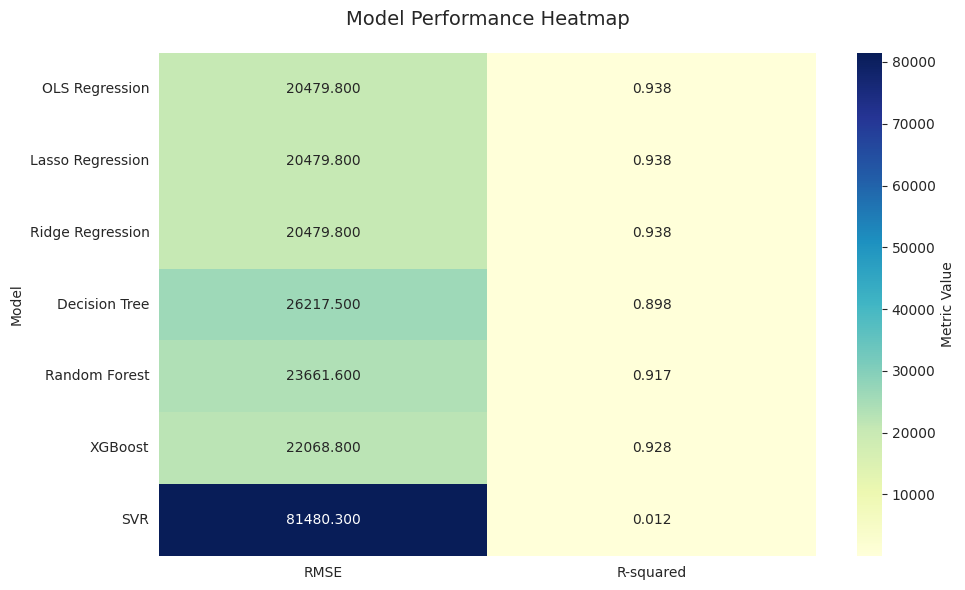 Model Performance Heatmap
Model
OLS Regression 20479.800 0.938
Lasso Regression 20479.800 0.938
Ridge Regression 20479.800 0.938
Decision Tree 26217.500 0.898
Random Forest 23661.600 0.917
XGBoost 22068.800 0.928
SVR 81480.300 0.012
RMSE R-squared
80000
70000
60000
50000
40000
30000
20000
10000
Metric Value